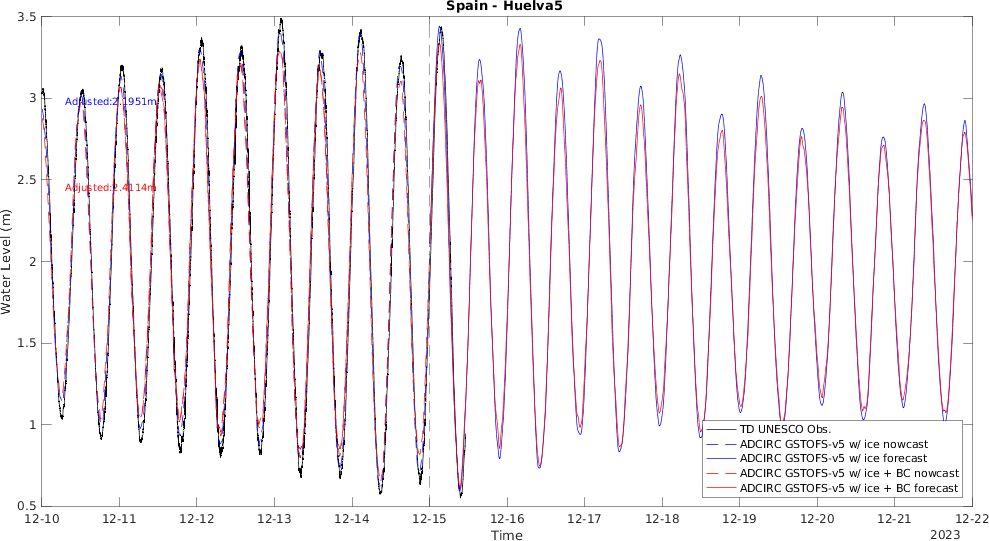 Spain - Huelva5
3.5
3
2.5
2
1.5
1
0.5
Water Level (m)
Adjusted:2.1951m
Adjusted:2.4114m
TD UNESCO Obs.
ADCIRC GSTOFS-v5 w/ ice nowcast
ADCIRC GSTOFS-v5 w/ ice forecast
ADCIRC GSTOFS-v5 w/ ice + BC nowcast
ADCIRC GSTOFS-v5 w/ ice + BC forecast
12-10 12-11 12-12 12-13 12-14 12-15 12-16 12-17 12-18 12-19 12-20 12-21 12-22
Time
2023